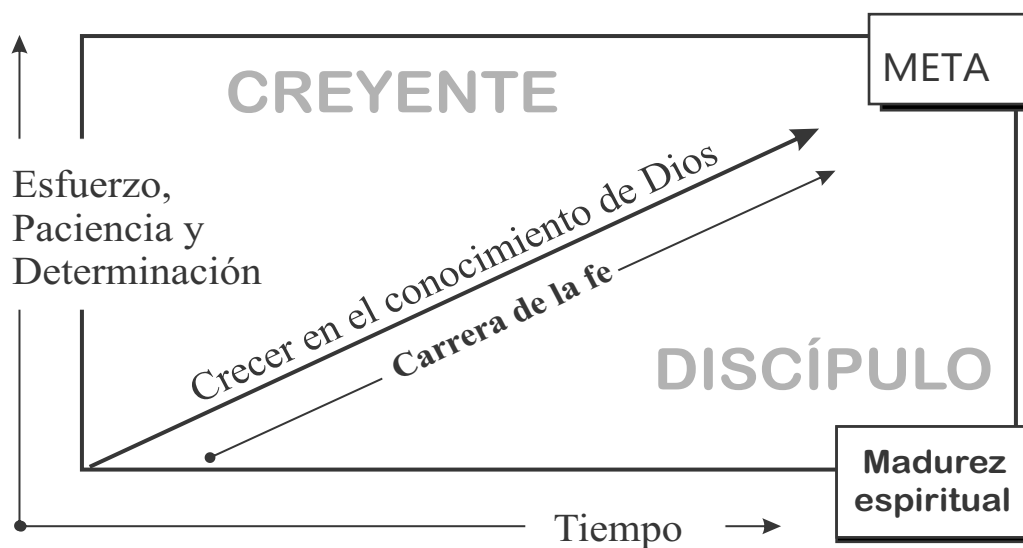 META
CREYENTE
Esfuerzo,
Paciencia y
Determinación
Crecer en el conocimiento de Dios
Carrera de la fe
DISCÍPULO
Madurez
espiritual
Tiempo